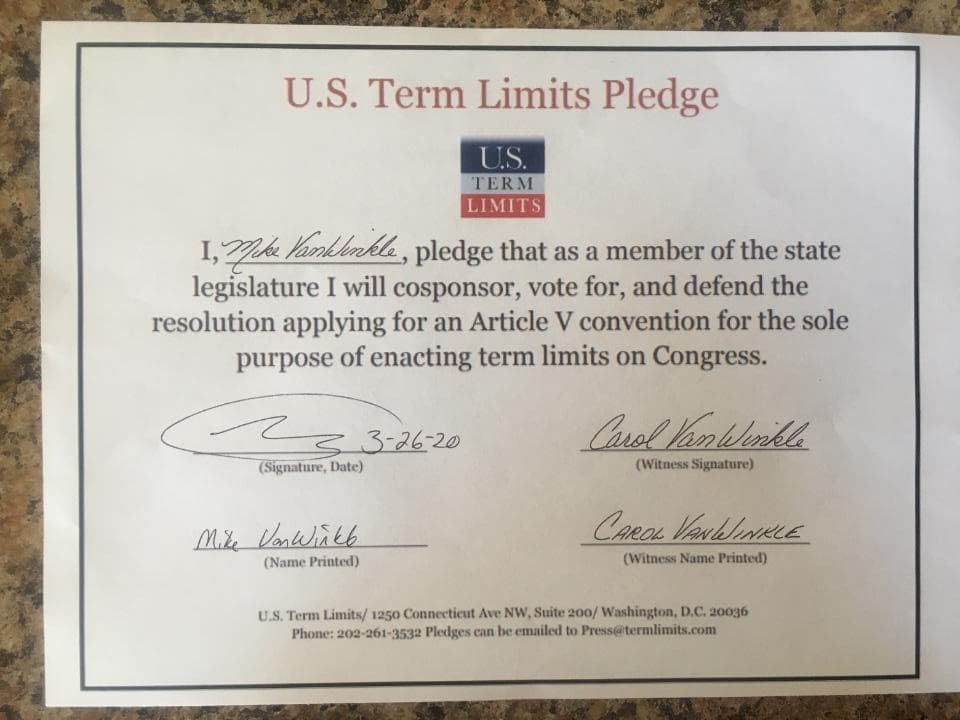 U.S. Term Limits Pledge
U.S.
TERM
LIMITS
I, Mike VanWinkle, pledge that as a member of the state
legislature I will cosponsor, vote for, and defend the
resolution applying for an Article V convention for the sole
purpose of enacting term limits on Congress.
3-26-20 Carol VanWinkle
(Signature, Date) (Witness Signature)
Mike VanWinkle CAROL VANWINKLE
(Name Printed) (Witness Name Printed)
U.S. Term Limits/ 1250 Connecticut Ave NW, Suite 200/ Washington, D.C. 20036
Phone: 202-261-3532 Pledges can be emailed to Press@termlimits.com